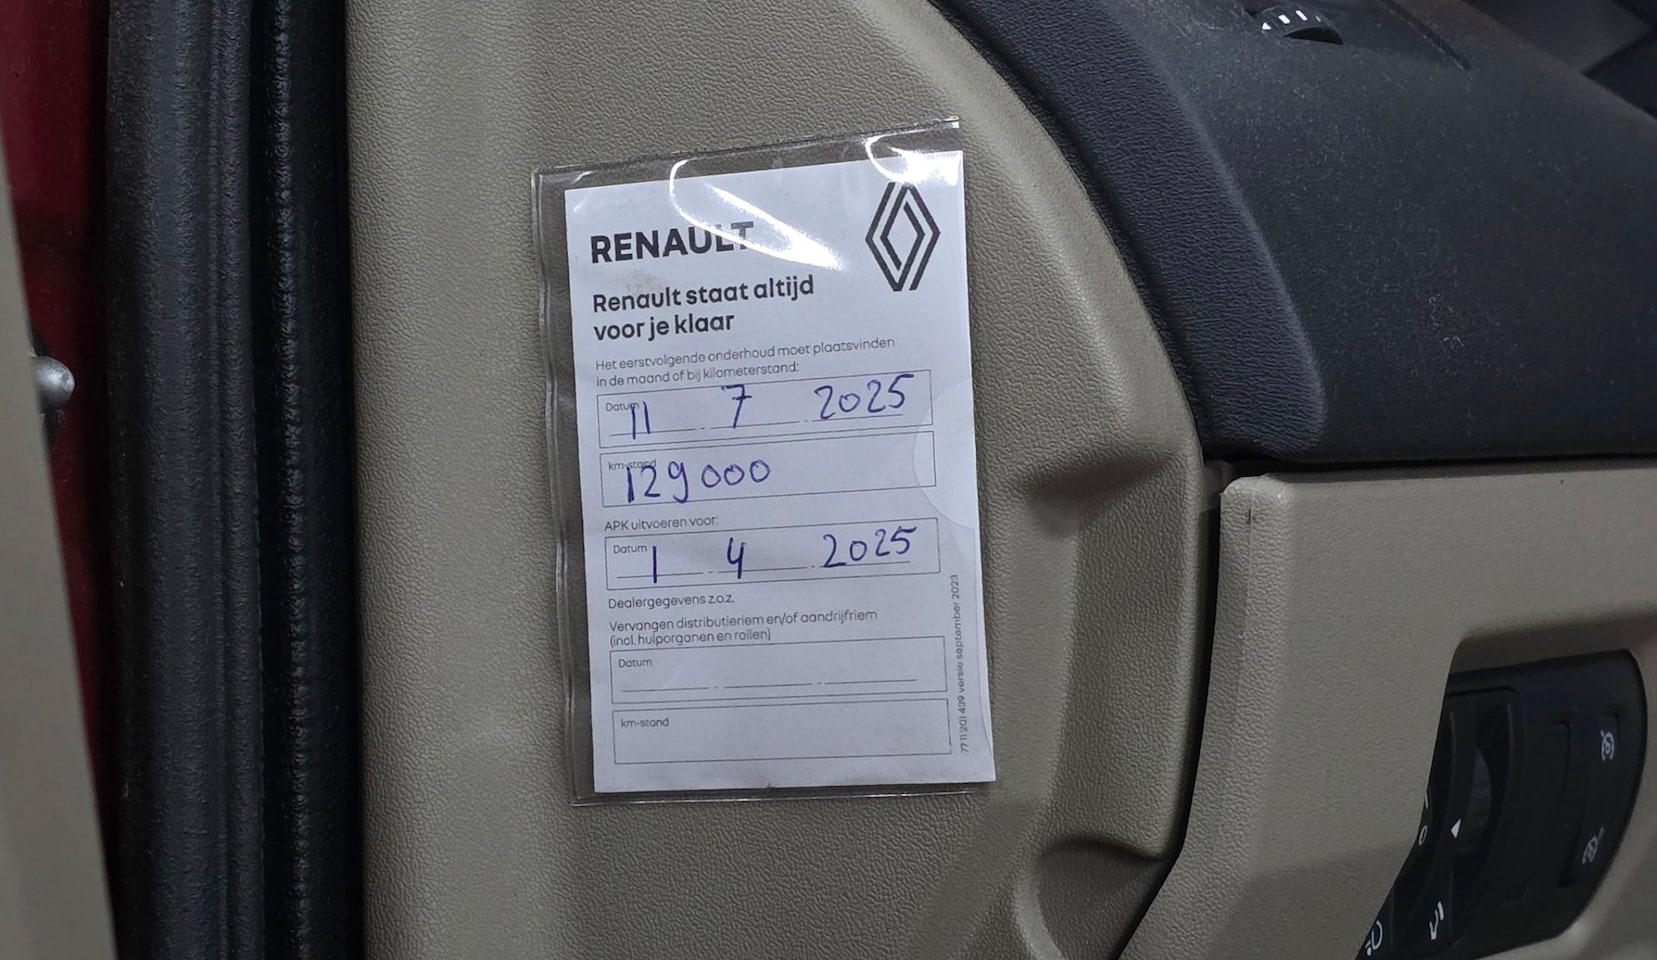 RENAULT
Renault staat altijd
voor je klaar
Het eerstvolgende onderhoud moet plaatsvinden
in de maand of bij kilometerstand:
Datum 11 7 2025
km-stand 129000
APK uitvoeren voor:
Datum 1 4 2025
Dealergegevens z.o.z.
Vervangen distributieriem en/of aandrijfriem
(incl. hulporganen en rollen)
Datum
km-stand
77 11 201 439 versie september 2023